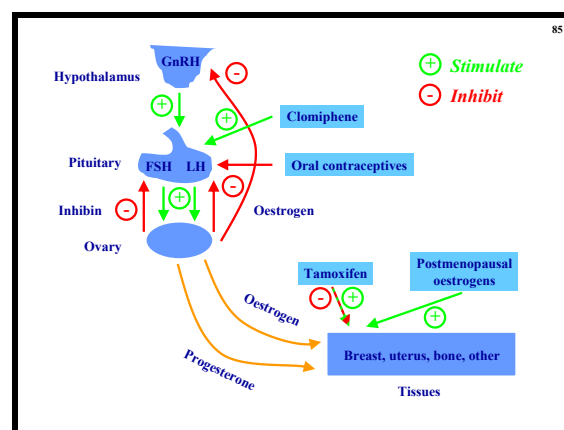 85
GnRH
Hypothalamus
+
-
+ Stimulate
- Inhibit
+
Clomiphene
Pituitary
FSH LH
Oral contraceptives
-
+
Inhibin
-
Oestrogen
Ovary
Tamoxifen
Postmenopausal
oestrogens
-
+
+
Oestrogen
Progesterone
Breast, uterus, bone, other
Tissues